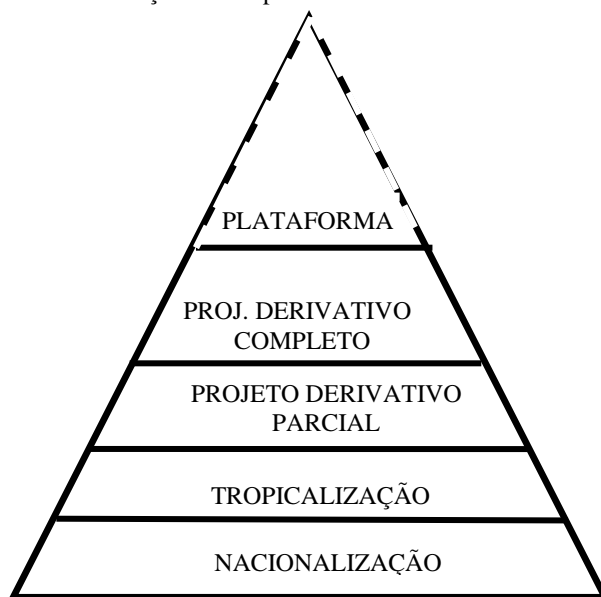 PLATAFORMA
PROJ. DERIVATIVO
COMPLETO
PROJETO DERIVATIVO
PARCIAL
TROPICALIZAÇÃO
NACIONALIZAÇÃO